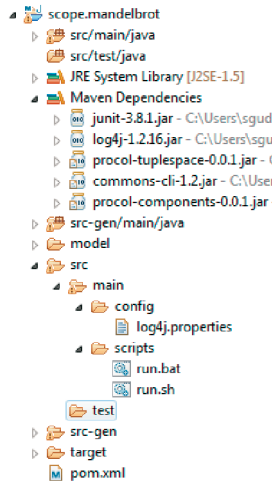 scope.mandelbrot
src/main/java
src/test/java
JRE System Library [J2SE-1.5]
Maven Dependencies
junit-3.8.1.jar - C:\Users\sgud
log4j-1.2.16.jar - C:\Users\sgu
procol-tuplespace-0.0.1.jar - C
commons-cli-1.2.jar - C:\User
procol-components-0.0.1.jar
src-gen/main/java
model
src
main
config
log4j.properties
scripts
run.bat
run.sh
test
src-gen
target
pom.xml